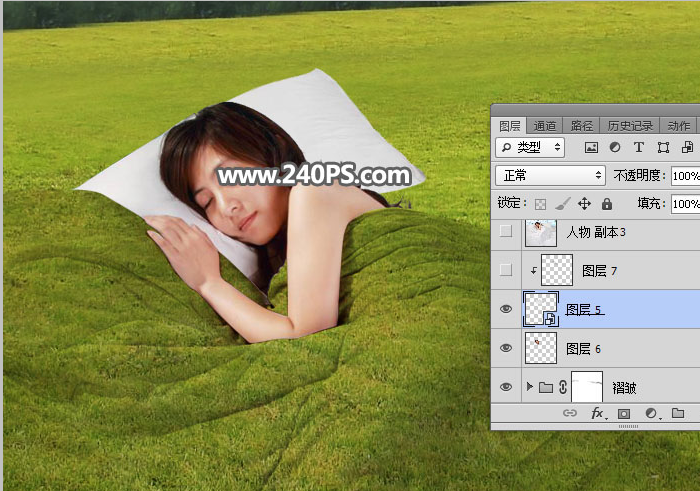 www.240PS.com
图层 通道 路径 历史记录 动作
类型
正常 不透明度: 100%
锁定: 填充: 100%
人物 副本3
图层 7
图层 5
图层 6
褶皱
fx